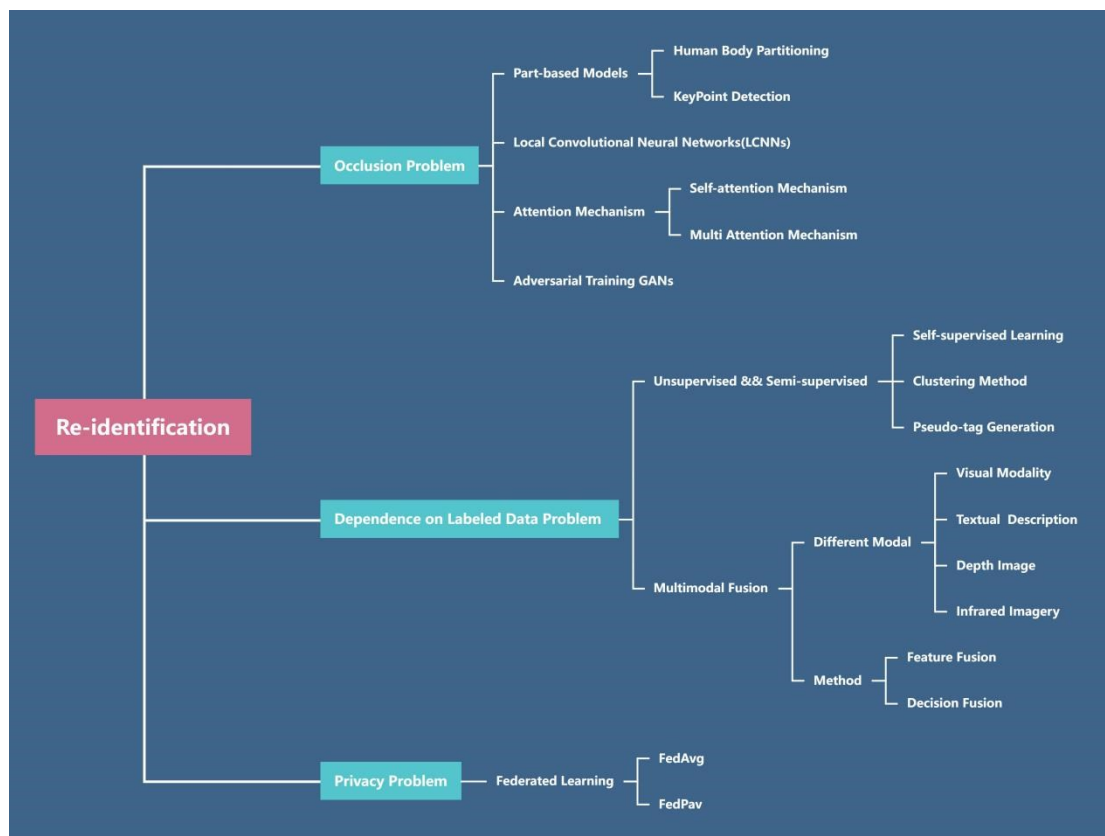 Re-identification
Occlusion Problem
Part-based Models
Human Body Partitioning
KeyPoint Detection
Local Convolutional Neural Networks(LCNNs)
Attention Mechanism
Self-attention Mechanism
Multi Attention Mechanism
Adversarial Training GANs
Dependence on Labeled Data Problem
Unsupervised && Semi-supervised
Self-supervised Learning
Clustering Method
Pseudo-tag Generation
Multimodal Fusion
Different Modal
Visual Modality
Textual Description
Depth Image
Infrared Imagery
Method
Feature Fusion
Decision Fusion
Privacy Problem
Federated Learning
FedAvg
FedPav